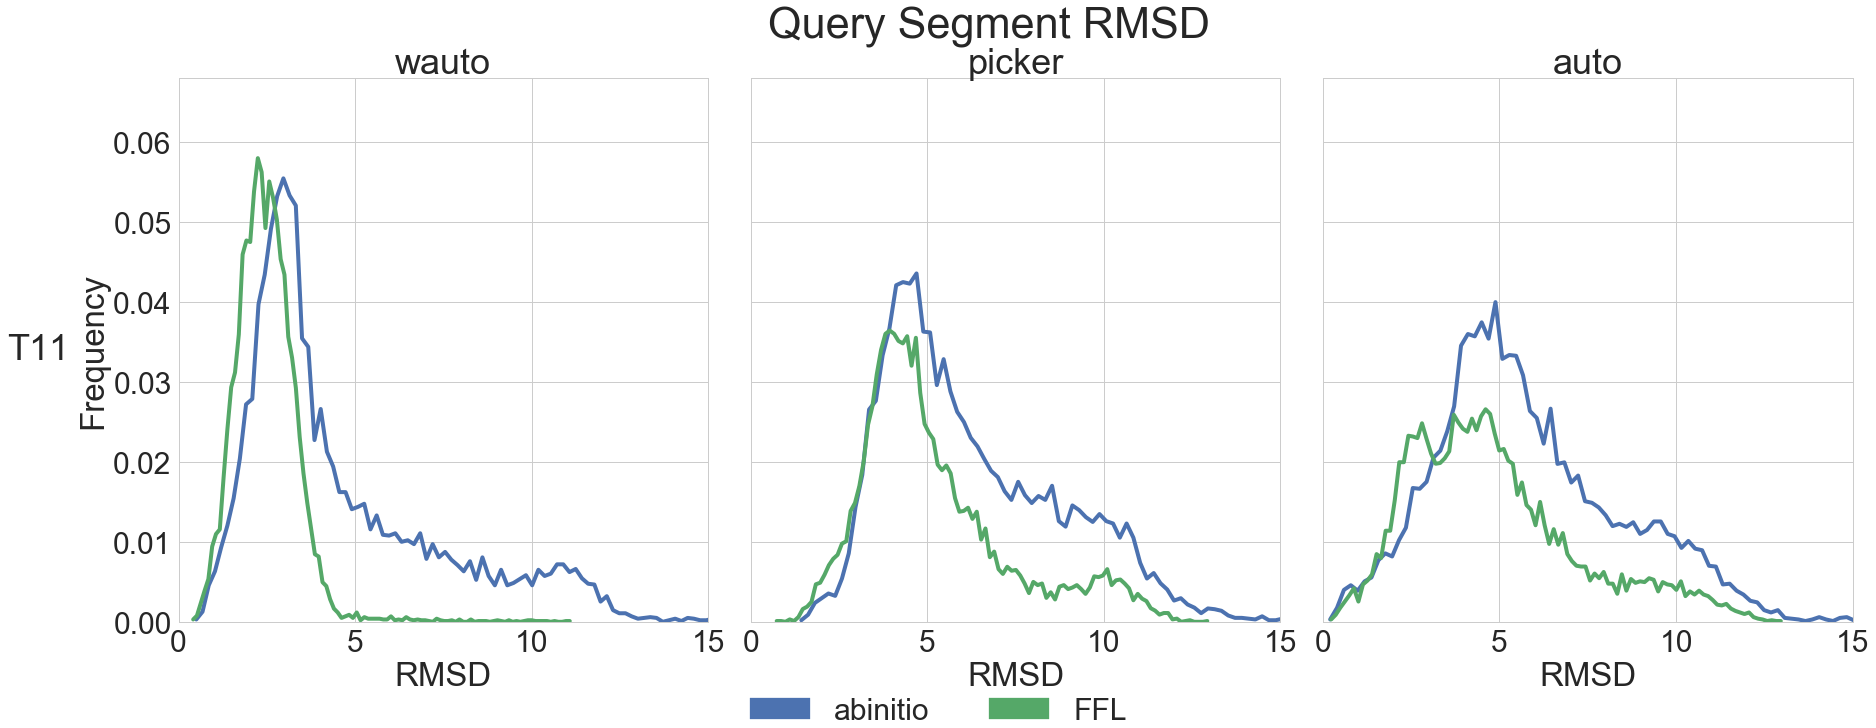 Query Segment RMSD
wauto
picker
auto
T11
Frequency
0.06
0.05
0.04
0.03
0.02
0.01
0.00
0 5 10 15
0 5 10 15
0 5 10 15
RMSD
RMSD
RMSD
abinitio
FFL